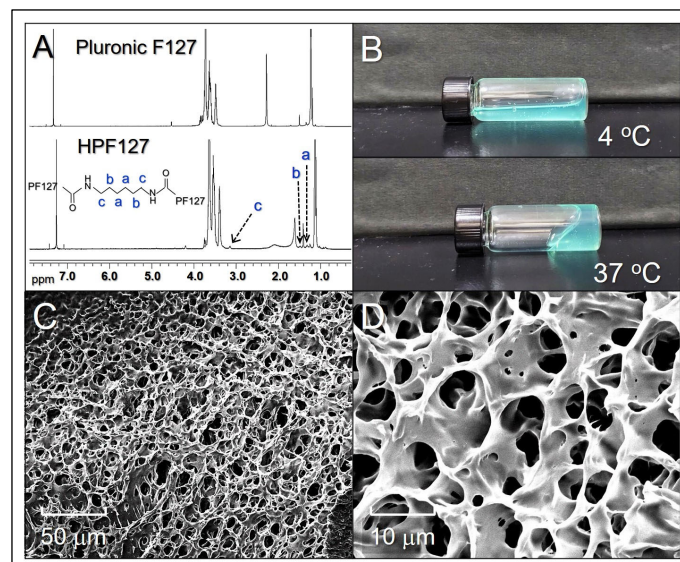 A
Pluronic F127
HPF127
a
b
c
b a c
H
N
O
PF127
O
N
H
PF127
c a b
ppm 7.0 6.0 5.0 4.0 3.0 2.0 1.0
B
4 °C
37 °C
C
50 μm
D
10 μm